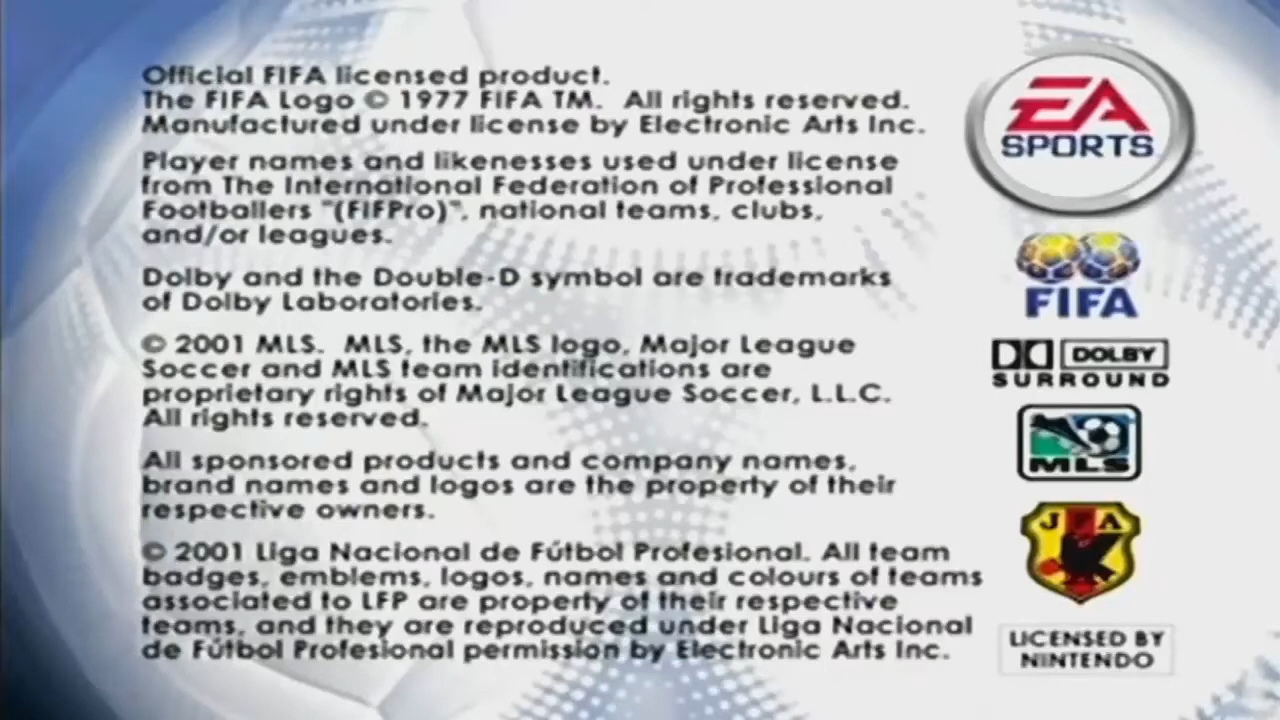 Official FIFA licensed product.
The FIFA Logo © 1977 FIFA TM. All rights reserved.
Manufactured under license by Electronic Arts Inc.
Player names and likenesses used under license
from The International Federation of Professional
Footballers "(FIFPro)", national teams, clubs,
and/or leagues.
Dolby and the Double-D symbol are trademarks
of Dolby Laboratories.
© 2001 MLS. MLS, the MLS logo, Major League
Soccer and MLS team identifications are
proprietary rights of Major League Soccer, L.L.C.
All rights reserved.
All sponsored products and company names,
brand names and logos are the property of their
respective owners.
© 2001 Liga Nacional de Fútbol Profesional. All team
badges, emblems, logos, names and colours of teams
associated to LFP are property of their respective
teams, and they are reproduced under Liga Nacional
de Fútbol Profesional permission by Electronic Arts Inc.
EA
SPORTS
FIFA
DOLBY
SURROUND
MLS
JFA
LICENSED BY
NINTENDO